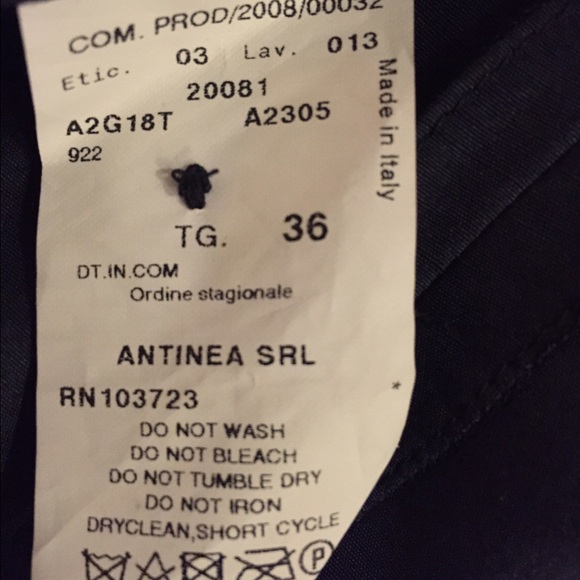 COM. PROD/2008/00032
Etic. 03 Lav. 013
20081
A2G18T A2305
922
Made in Italy
TG. 36
DT.IN.COM
Ordine stagionale
ANTINEA SRL
RN103723
*
DO NOT WASH
DO NOT BLEACH
DO NOT TUMBLE DRY
DO NOT IRON
DRYCLEAN,SHORT CYCLE
P